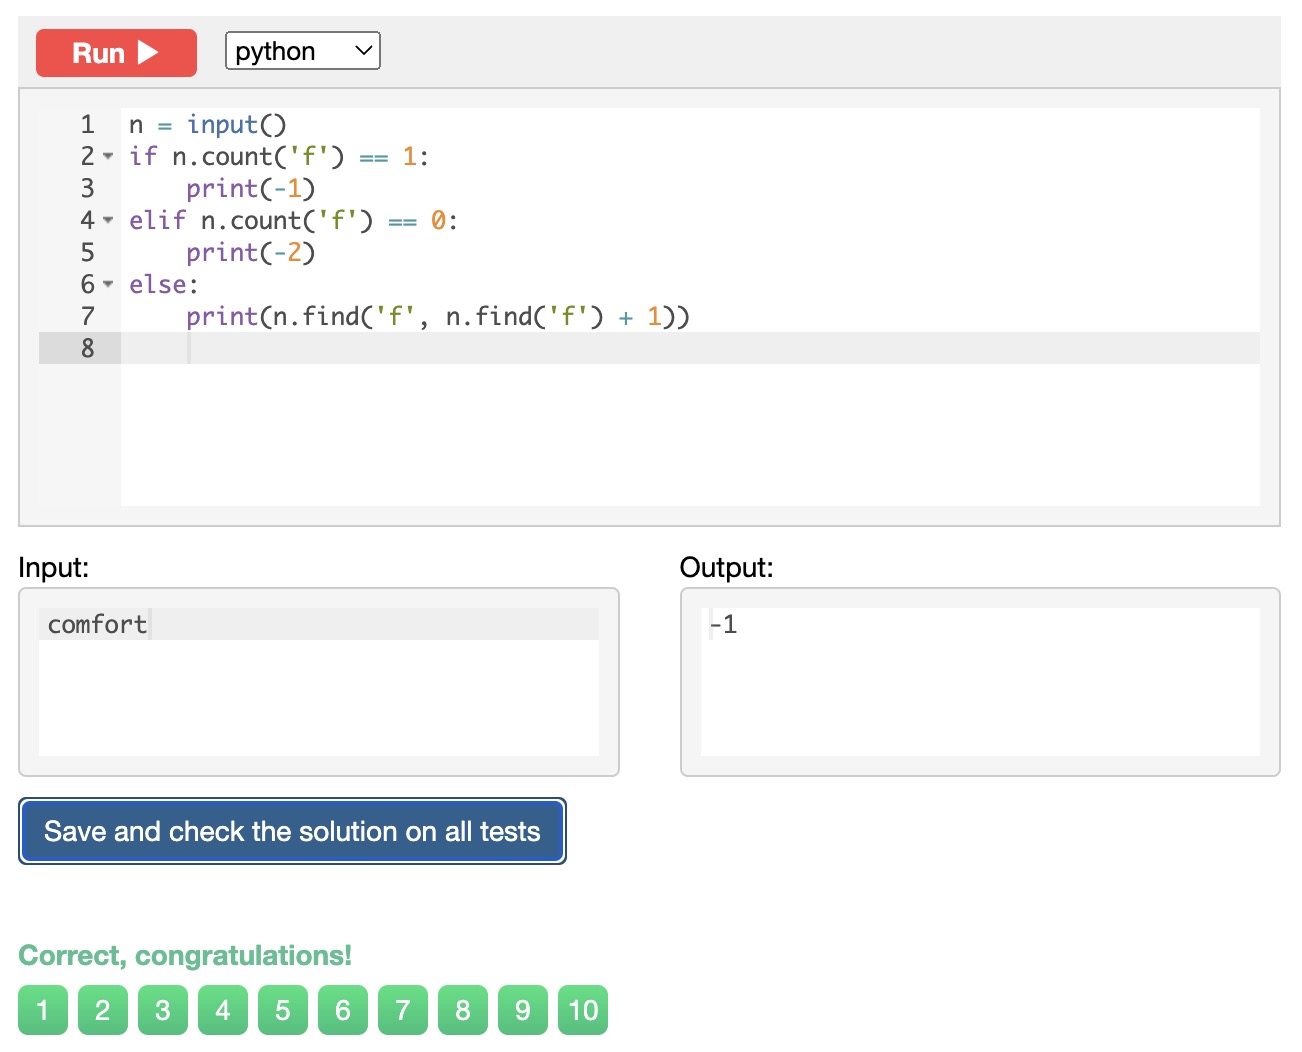 Run
python
1 n = input()
2 if n.count('f') == 1:
3     print(-1)
4 elif n.count('f') == 0:
5     print(-2)
6 else:
7     print(n.find('f', n.find('f') + 1))
8
Input:
comfort
Output:
-1
Save and check the solution on all tests
Correct, congratulations!
1 2 3 4 5 6 7 8 9 10